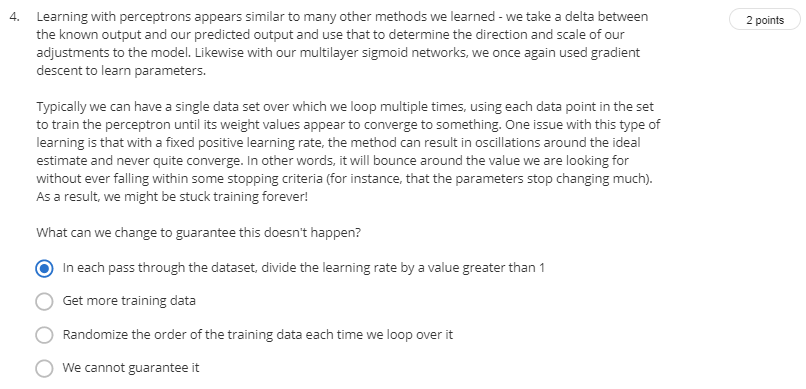 4. Learning with perceptrons appears similar to many other methods we learned - we take a delta between
2 points
the known output and our predicted output and use that to determine the direction and scale of our
adjustments to the model. Likewise with our multilayer sigmoid networks, we once again used gradient
descent to learn parameters.
Typically we can have a single data set over which we loop multiple times, using each data point in the set
to train the perceptron until its weight values appear to converge to something. One issue with this type of
learning is that with a fixed positive learning rate, the method can result in oscillations around the ideal
estimate and never quite converge. In other words, it will bounce around the value we are looking for
without ever falling within some stopping criteria (for instance, that the parameters stop changing much).
As a result, we might be stuck training forever!
What can we change to guarantee this doesn't happen?
In each pass through the dataset, divide the learning rate by a value greater than 1
Get more training data
Randomize the order of the training data each time we loop over it
We cannot guarantee it